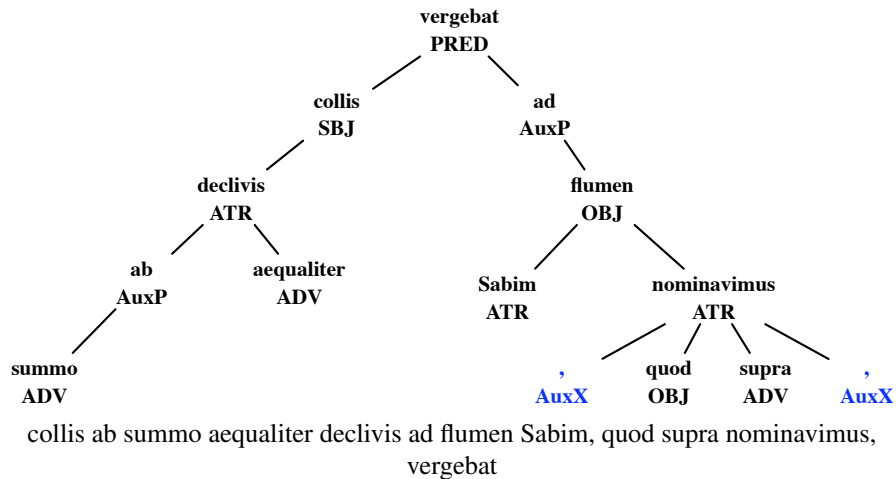 vergebat
PRED
collis ad
SBJ AuxP
declivis flumen
ATR OBJ
ab aequaliter Sabim nominavimus
AuxP ADV ATR ATR
summo , quod supra ,
ADV AuxX OBJ ADV AuxX
collis ab summo aequaliter declivis ad flumen Sabim, quod supra nominavimus,
vergebat